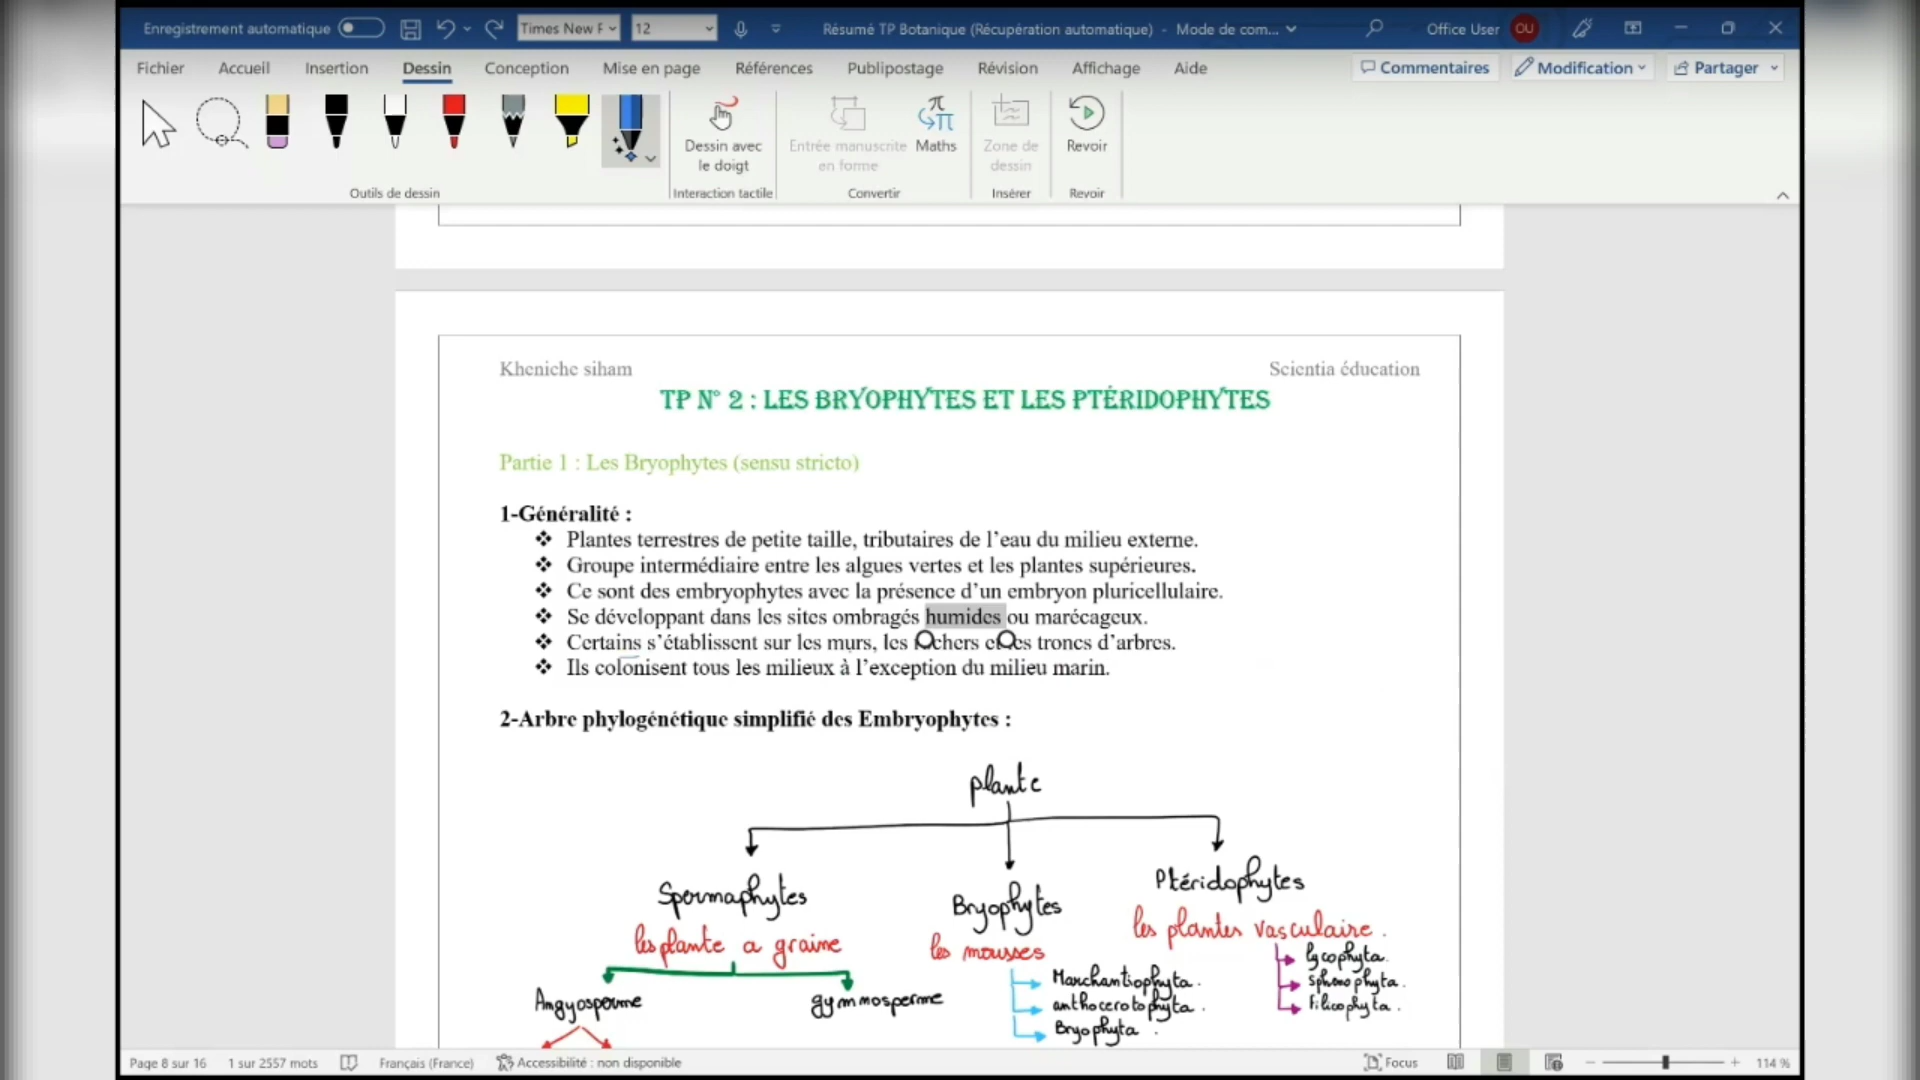 Enregistrement automatique
Times New F
12
Résumé TP Botanique (Récupération automatique) - Mode de com...
Office User
OU
Fichier
Accueil
Insertion
Dessin
Conception
Mise en page
Références
Publipostage
Révision
Affichage
Aide
Commentaires
Modification
Partager
Dessin avec
le doigt
Entrée manuscrite
en forme
Maths
Zone de
dessin
Revoir
Outils de dessin
Interaction tactile
Convertir
Insérer
Revoir
Kheniche siham
Scientia éducation
TP N° 2 : LES BRYOPHYTES ET LES PTÉRIDOPHYTES
Partie 1 : Les Bryophytes (sensu stricto)
1-Généralité :
❖ Plantes terrestres de petite taille, tributaires de l'eau du milieu externe.
❖ Groupe intermédiaire entre les algues vertes et les plantes supérieures.
❖ Ce sont des embryophytes avec la présence d'un embryon pluricellulaire.
❖ Se développant dans les sites ombragés humides ou marécageux.
❖ Certains s'établissent sur les murs, les rochers et les troncs d'arbres.
❖ Ils colonisent tous les milieux à l'exception du milieu marin.
2-Arbre phylogénétique simplifié des Embryophytes :
plante
Spermaphytes
Bryophytes
Ptéridophytes
les plante a graine
les mousses
les plantes vasculaire.
Angyosperme
gymnosperme
Marchantiophyta.
anthocerotophyta.
Bryophyta.
lycophyta.
Sphenophyta.
Filicophyta.
Page 8 sur 16
1 sur 2557 mots
Français (France)
Accessibilité : non disponible
Focus
114 %